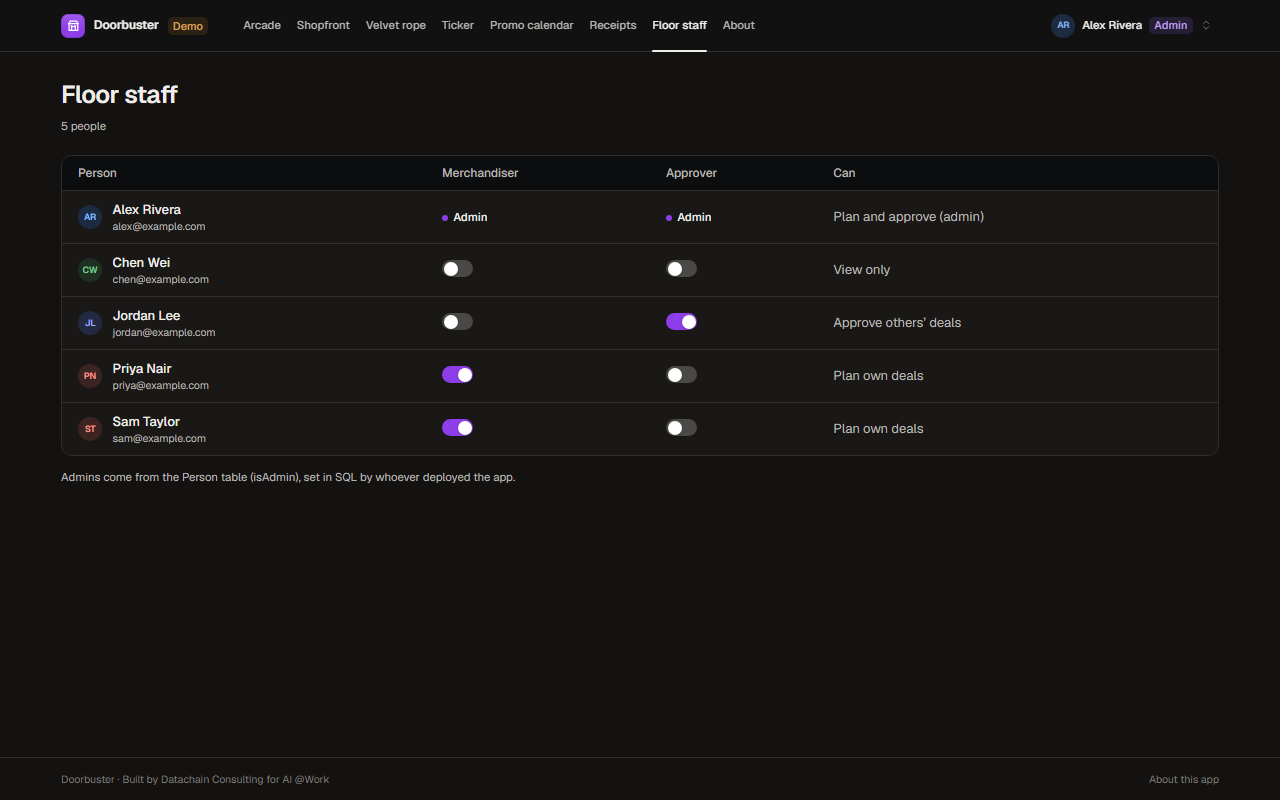 Doorbuster Demo Arcade Shopfront Velvet rope Ticker Promo calendar Receipts Floor staff About AR Alex Rivera Admin
Floor staff
5 people
Person Merchandiser Approver Can
AR Alex Rivera Admin Admin Plan and approve (admin)
alex@example.com
CW Chen Wei View only
chen@example.com
JL Jordan Lee Approve others’ deals
jordan@example.com
PN Priya Nair Plan own deals
priya@example.com
ST Sam Taylor Plan own deals
sam@example.com
Admins come from the Person table (isAdmin), set in SQL by whoever deployed the app.
Doorbuster · Built by Datachain Consulting for AI @Work About this app